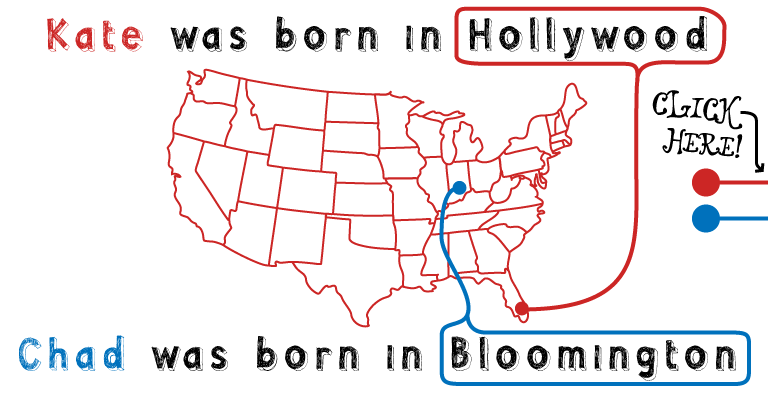 Kate was born in Hollywood
CLICK
HERE!
Chad was born in Bloomington